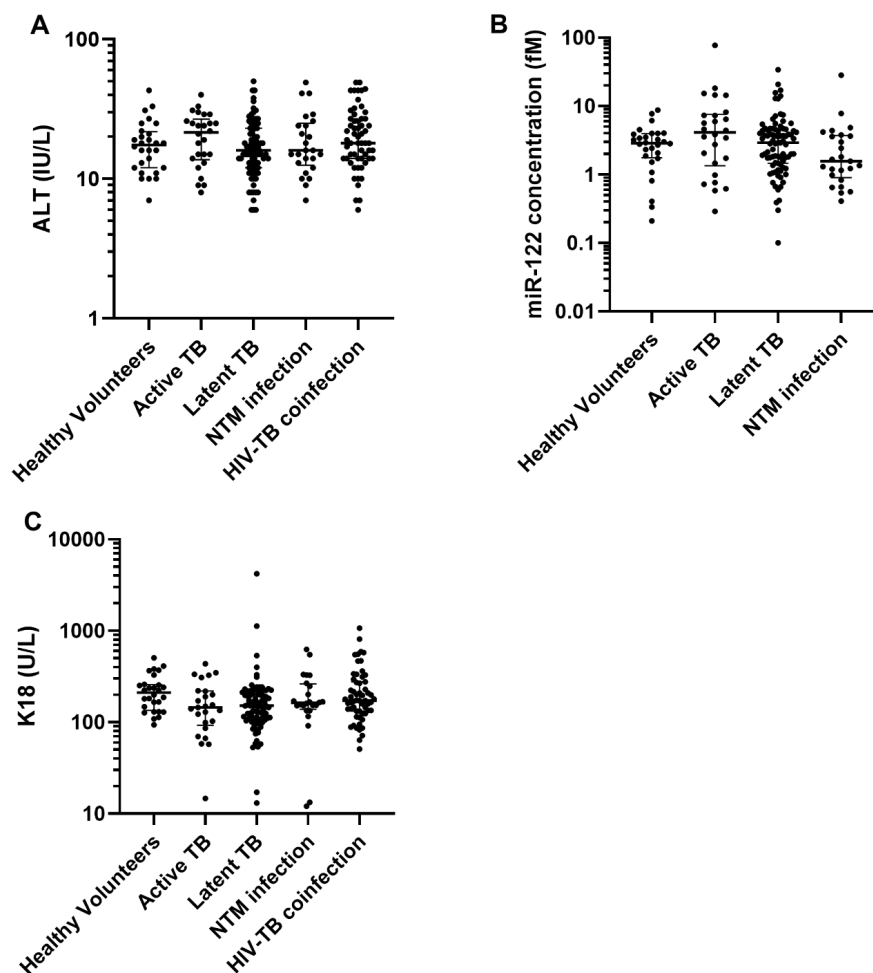 A
ALT (IU/L)
100
10
1
Healthy Volunteers
Active TB
Latent TB
NTM infection
HIV-TB coinfection
B
miR-122 concentration (fM)
100
10
1
0.1
0.01
Healthy Volunteers
Active TB
Latent TB
NTM infection
C
K18 (U/L)
10000
1000
100
10
Healthy Volunteers
Active TB
Latent TB
NTM infection
HIV-TB coinfection